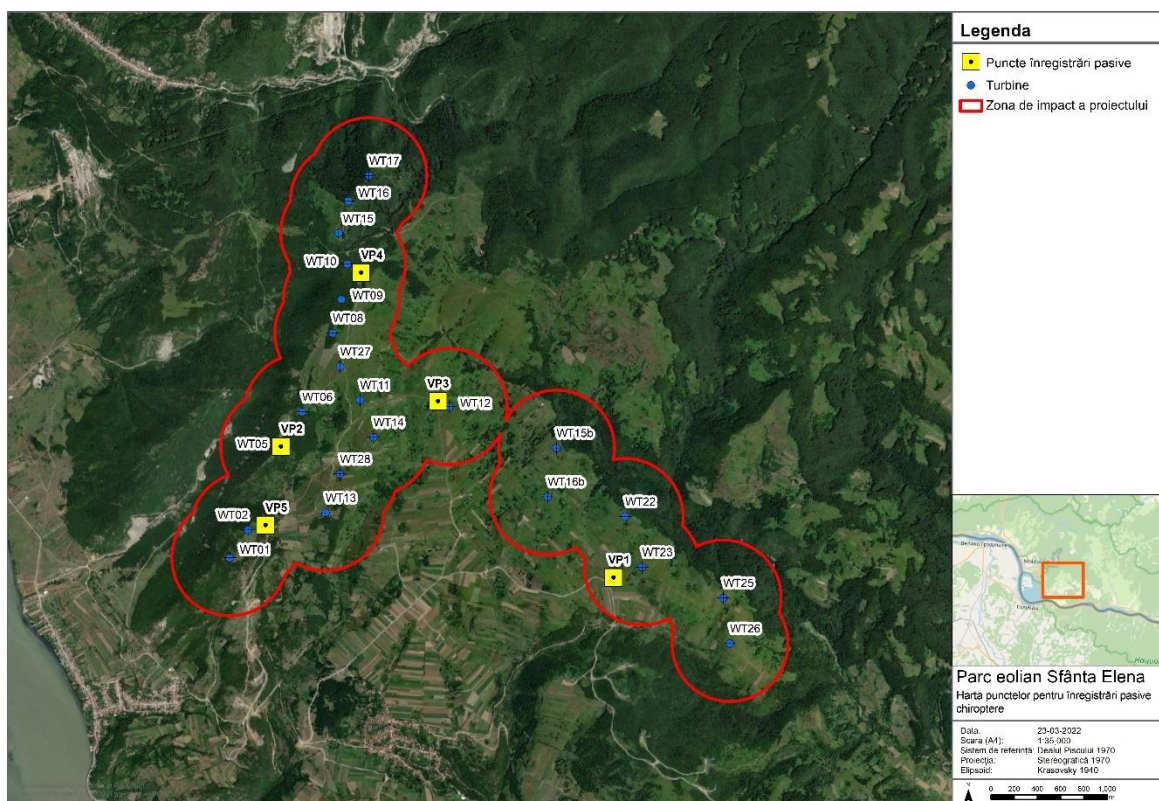 WT17
WT16
WT15
WT10
VP4
WT09
WT08
WT27
WT11
VP3
WT12
WT06
WT14
VP2
WT05
WT28
WT13
VP5
WT02
WT01
WT15b
WT16b
WT22
VP1
WT23
WT25
WT26
Legenda
Puncte înregistrări pasive
Turbine
Zona de impact a proiectului
Parc eolian Sfânta Elena
Harta punctelor pentru înregistrări pasive
chiroptere
Data: 23-03-2022
Scara (A4): 1:35,000
Sistem de referință: Dealul Piscului 1970
Proiecția: Stereografică 1970
Elipsoid: Krasovsky 1940
N
0 200 400 600 800 1,000
m